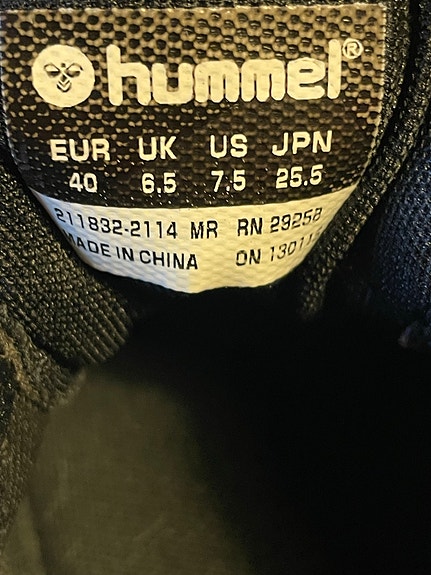 hummel®
EUR UK US JPN
40 6.5 7.5 25.5
211832-2114 MR RN 29258
MADE IN CHINA ON